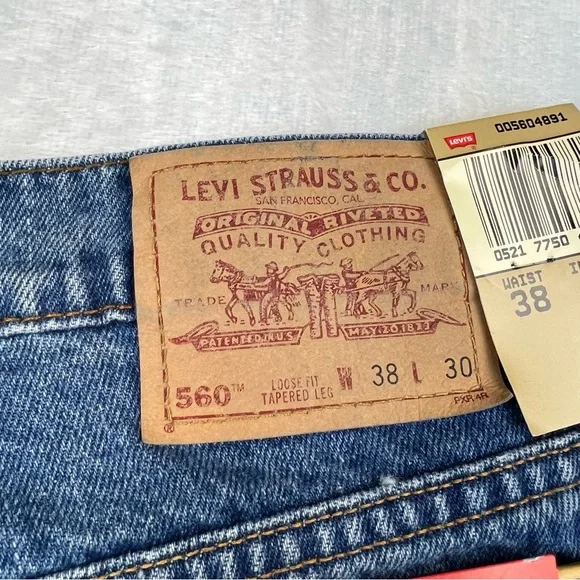 LEVI STRAUSS & CO.
SAN FRANCISCO, CAL.
ORIGINAL RIVETED
QUALITY CLOTHING
TRADE MARK
PATENTED IN U.S. MAY 20 1873
560™ LOOSE FIT TAPERED LEG W 38 L 30
®
Levi's
005604891
0521 7750
WAIST
38